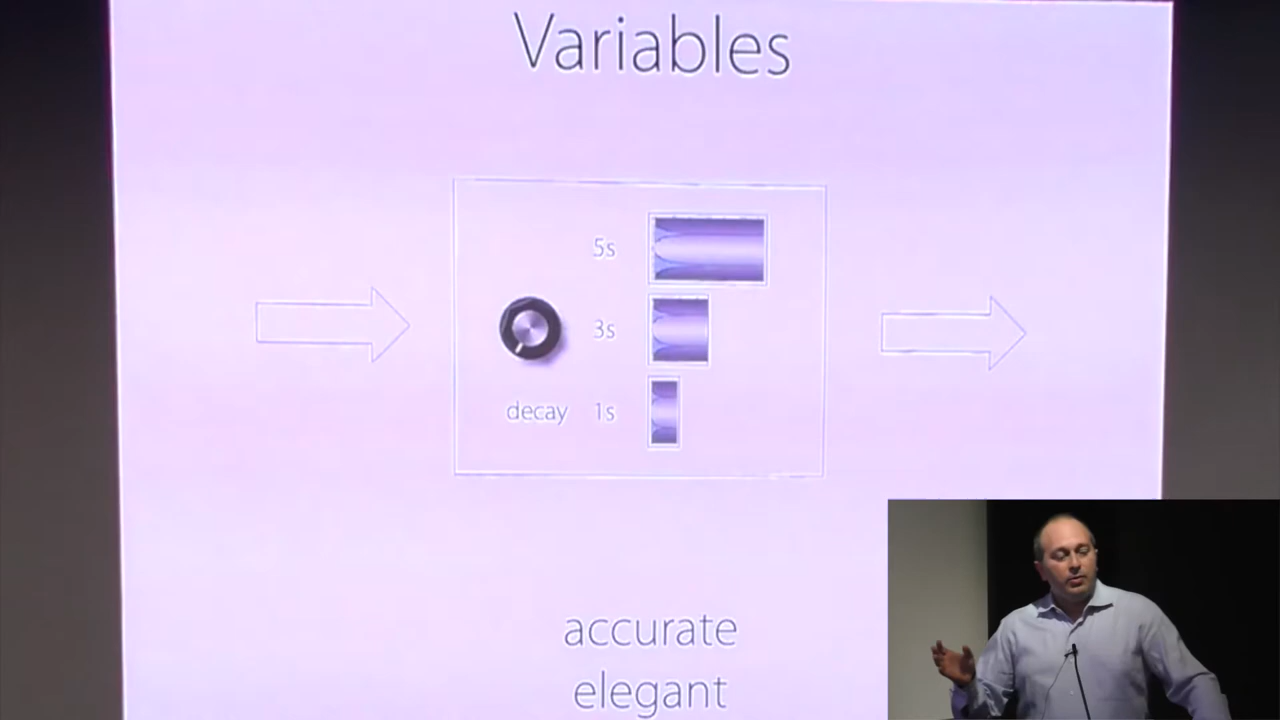 Variables
5s
3s
decay 1s
accurate
elegant